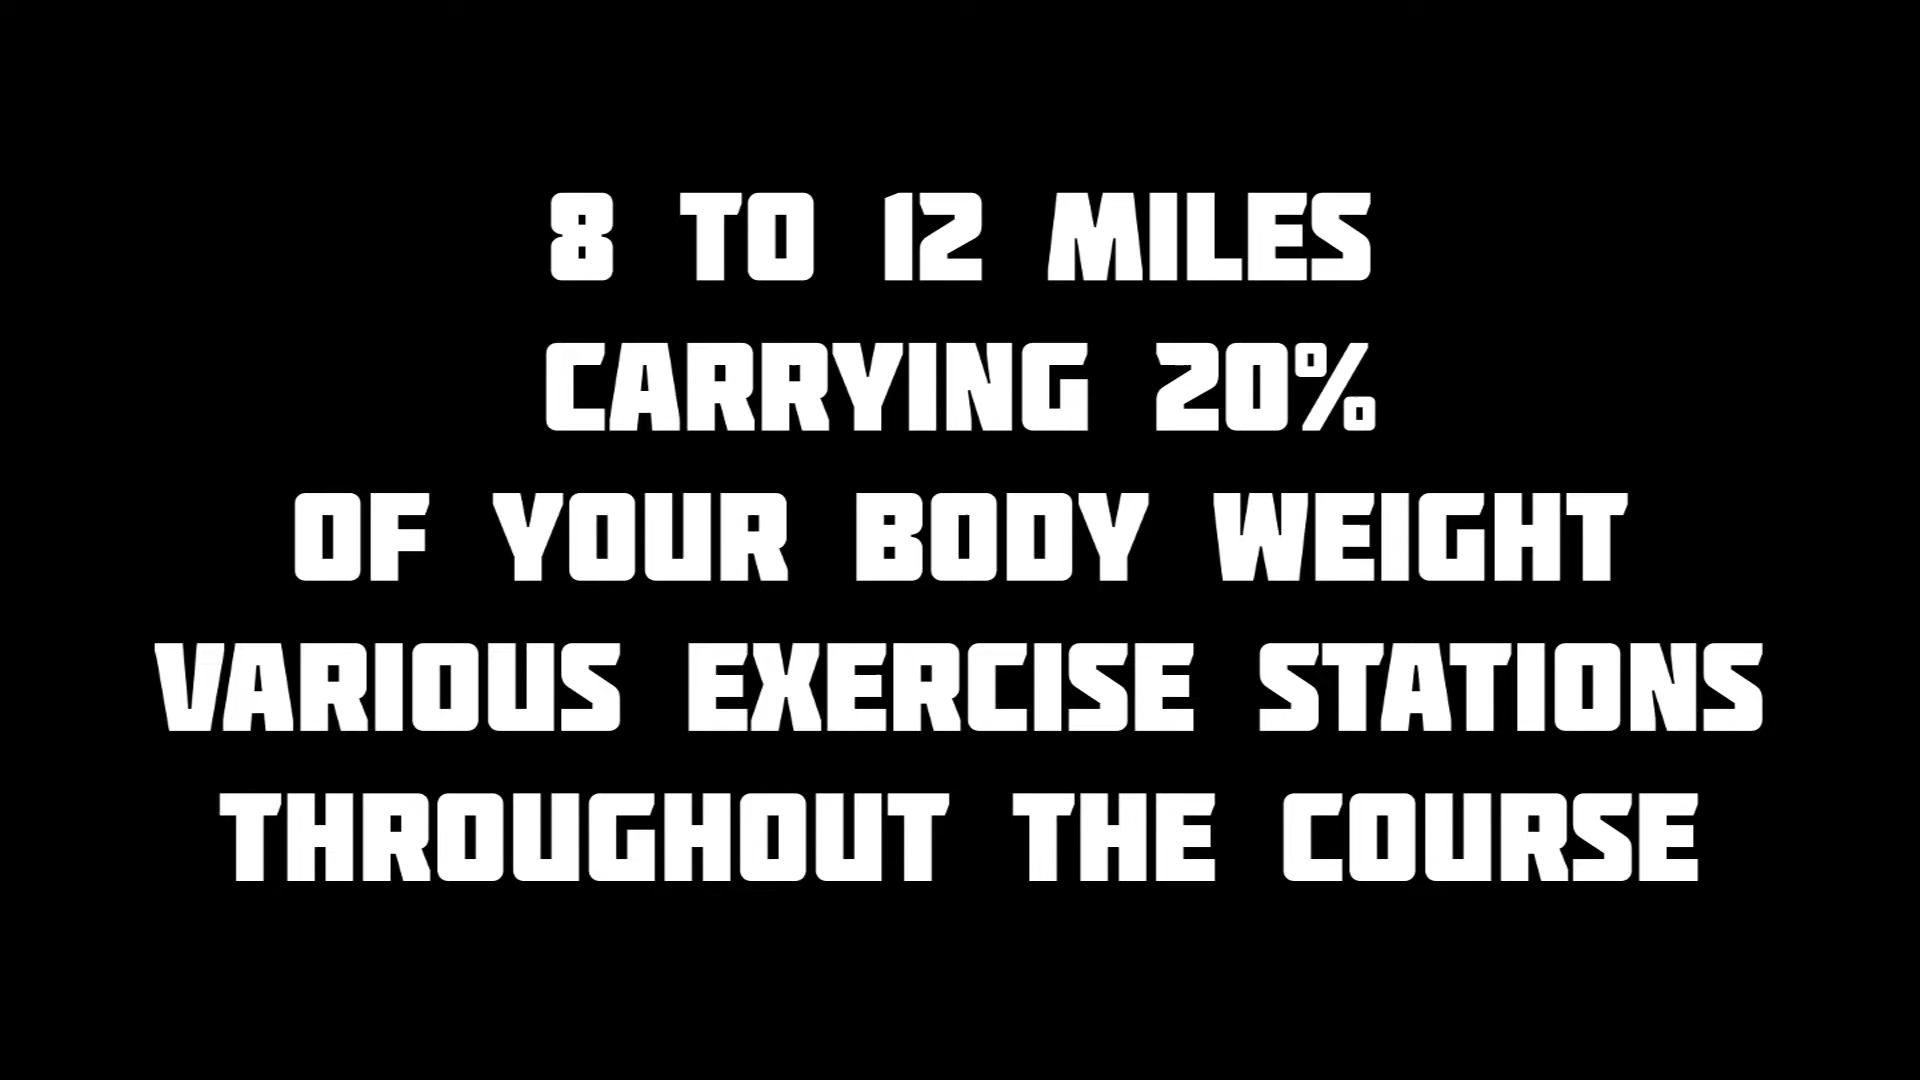 8 TO 12 MILES
CARRYING 20%
OF YOUR BODY WEIGHT
VARIOUS EXERCISE STATIONS
THROUGHOUT THE COURSE